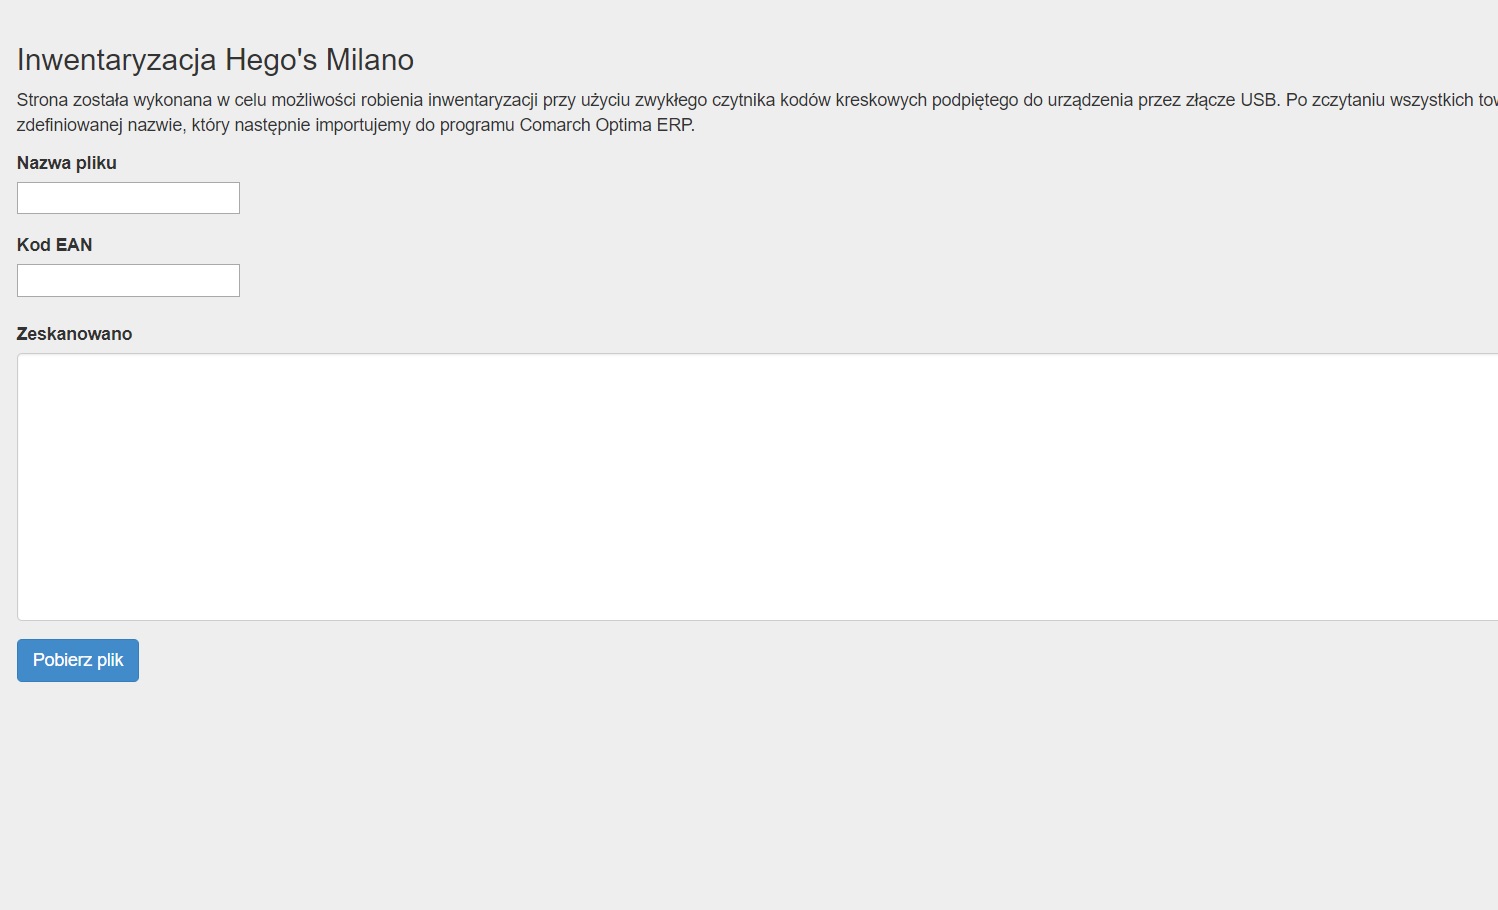 Inwentaryzacja Hego's Milano
Strona została wykonana w celu możliwości robienia inwentaryzacji przy użyciu zwykłego czytnika kodów kreskowych podpiętego do urządzenia przez złącze USB. Po zczytaniu wszystkich
zdefiniowanej nazwie, który następnie importujemy do programu Comarch Optima ERP.
Nazwa pliku
Kod EAN
Zeskanowano
Pobierz plik